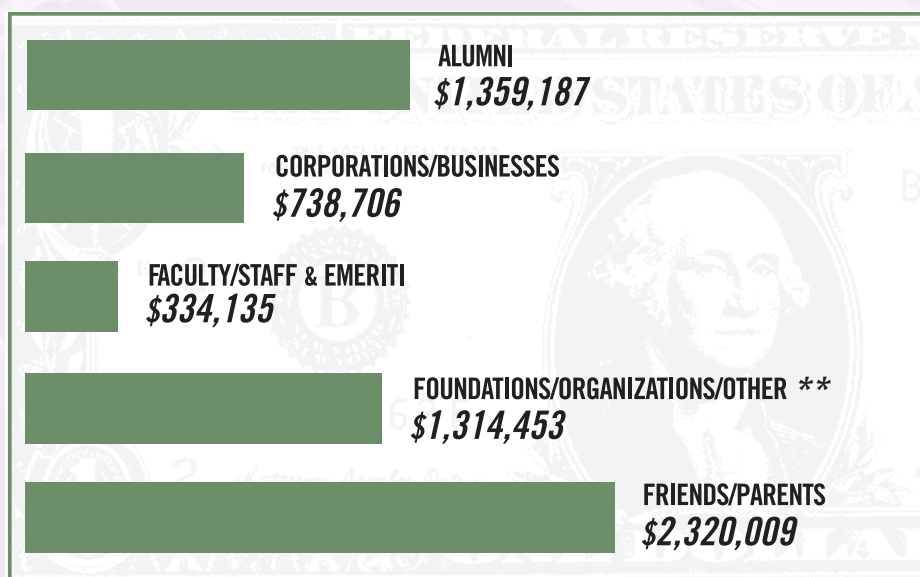 ALUMNI
$1,359,187
CORPORATIONS/BUSINESSES
$738,706
FACULTY/STAFF & EMERITI
$334,135
FOUNDATIONS/ORGANIZATIONS/OTHER **
$1,314,453
FRIENDS/PARENTS
$2,320,009